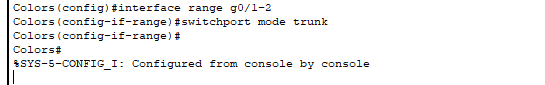 Colors(config)#interface range g0/1-2
Colors(config-if-range)#switchport mode trunk
Colors(config-if-range)#
Colors#
%SYS-5-CONFIG_I: Configured from console by console